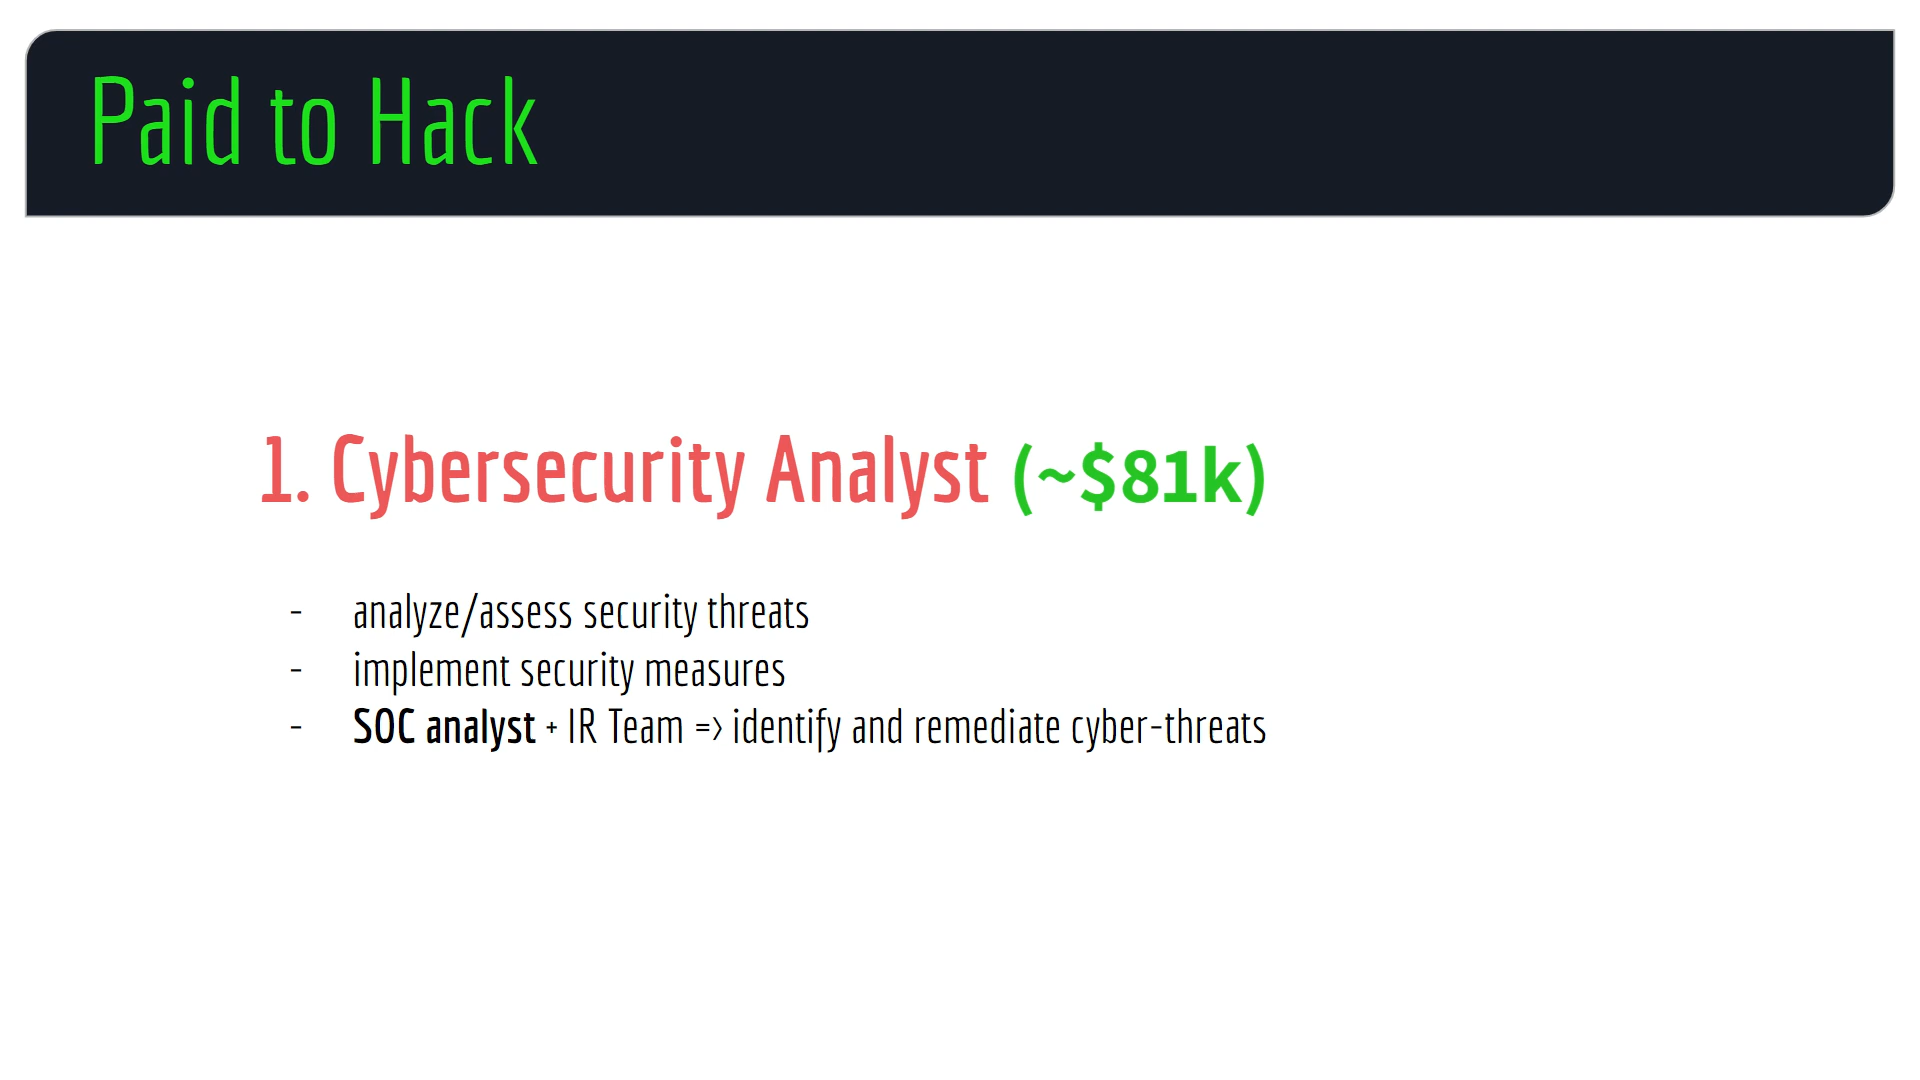 Paid to Hack
1. Cybersecurity Analyst (~$81k)
- analyze/assess security threats
- implement security measures
- SOC analyst + IR Team => identify and remediate cyber-threats